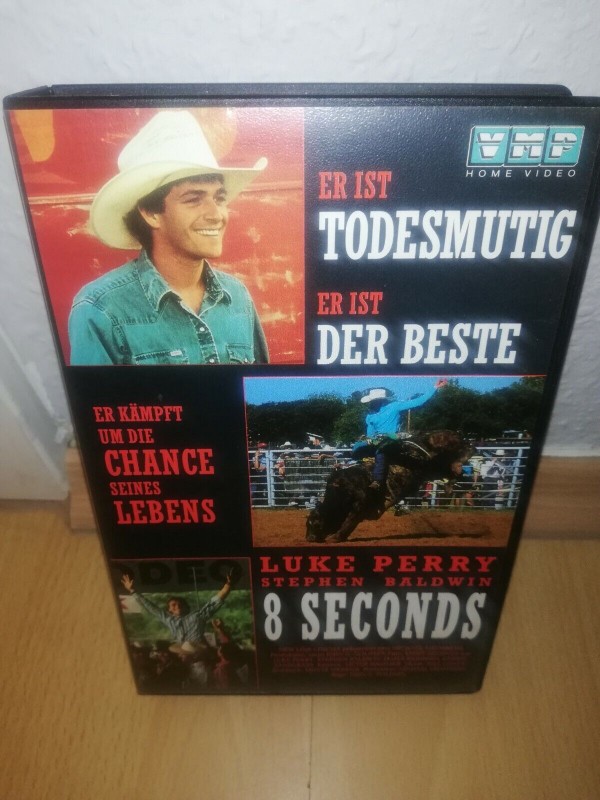 VMP
HOME VIDEO
ER IST
TODESMUTIG
ER IST
DER BESTE
ER KÄMPFT
UM DIE
CHANCE
SEINES
LEBENS
ODEO
LUKE PERRY
STEPHEN BALDWIN
8 SECONDS